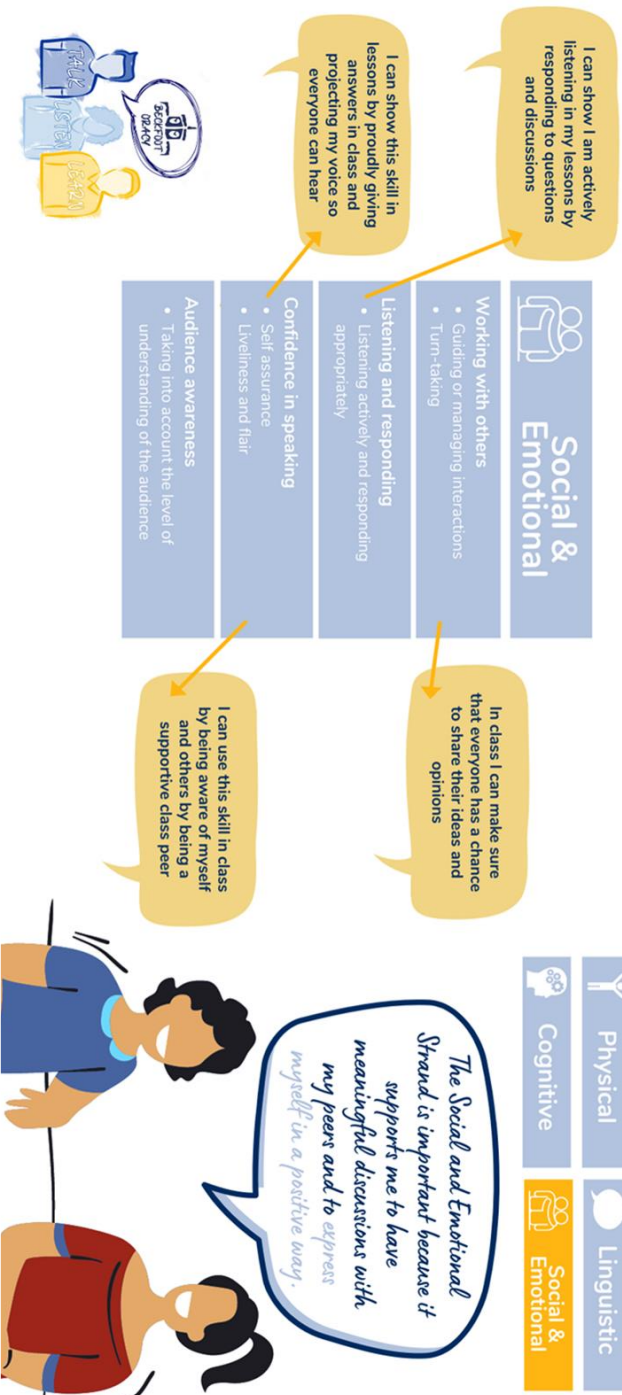 I can show I am actively
listening in my lessons by
responding to questions
and discussions
I can show this skill in
lessons by proudly giving
answers in class and
projecting my voice so
everyone can hear
BECKFOOT
ORACY
TALK
LISTEN
LEARN
Social &
Emotional
Working with others
• Guiding or managing interactions
• Turn-taking
Listening and responding
• Listening actively and responding
appropriately
Confidence in speaking
• Self assurance
• Liveliness and flair
Audience awareness
• Taking into account the level of
understanding of the audience
In class I can make sure
that everyone has a chance
to share their ideas and
opinions
I can use this skill in class
by being aware of myself
and others by being a
supportive class peer
Physical
Linguistic
Cognitive
Social &
Emotional
The Social and Emotional
Strand is important because it
supports me to have
meaningful discussions with
my peers and to express
myself in a positive way.